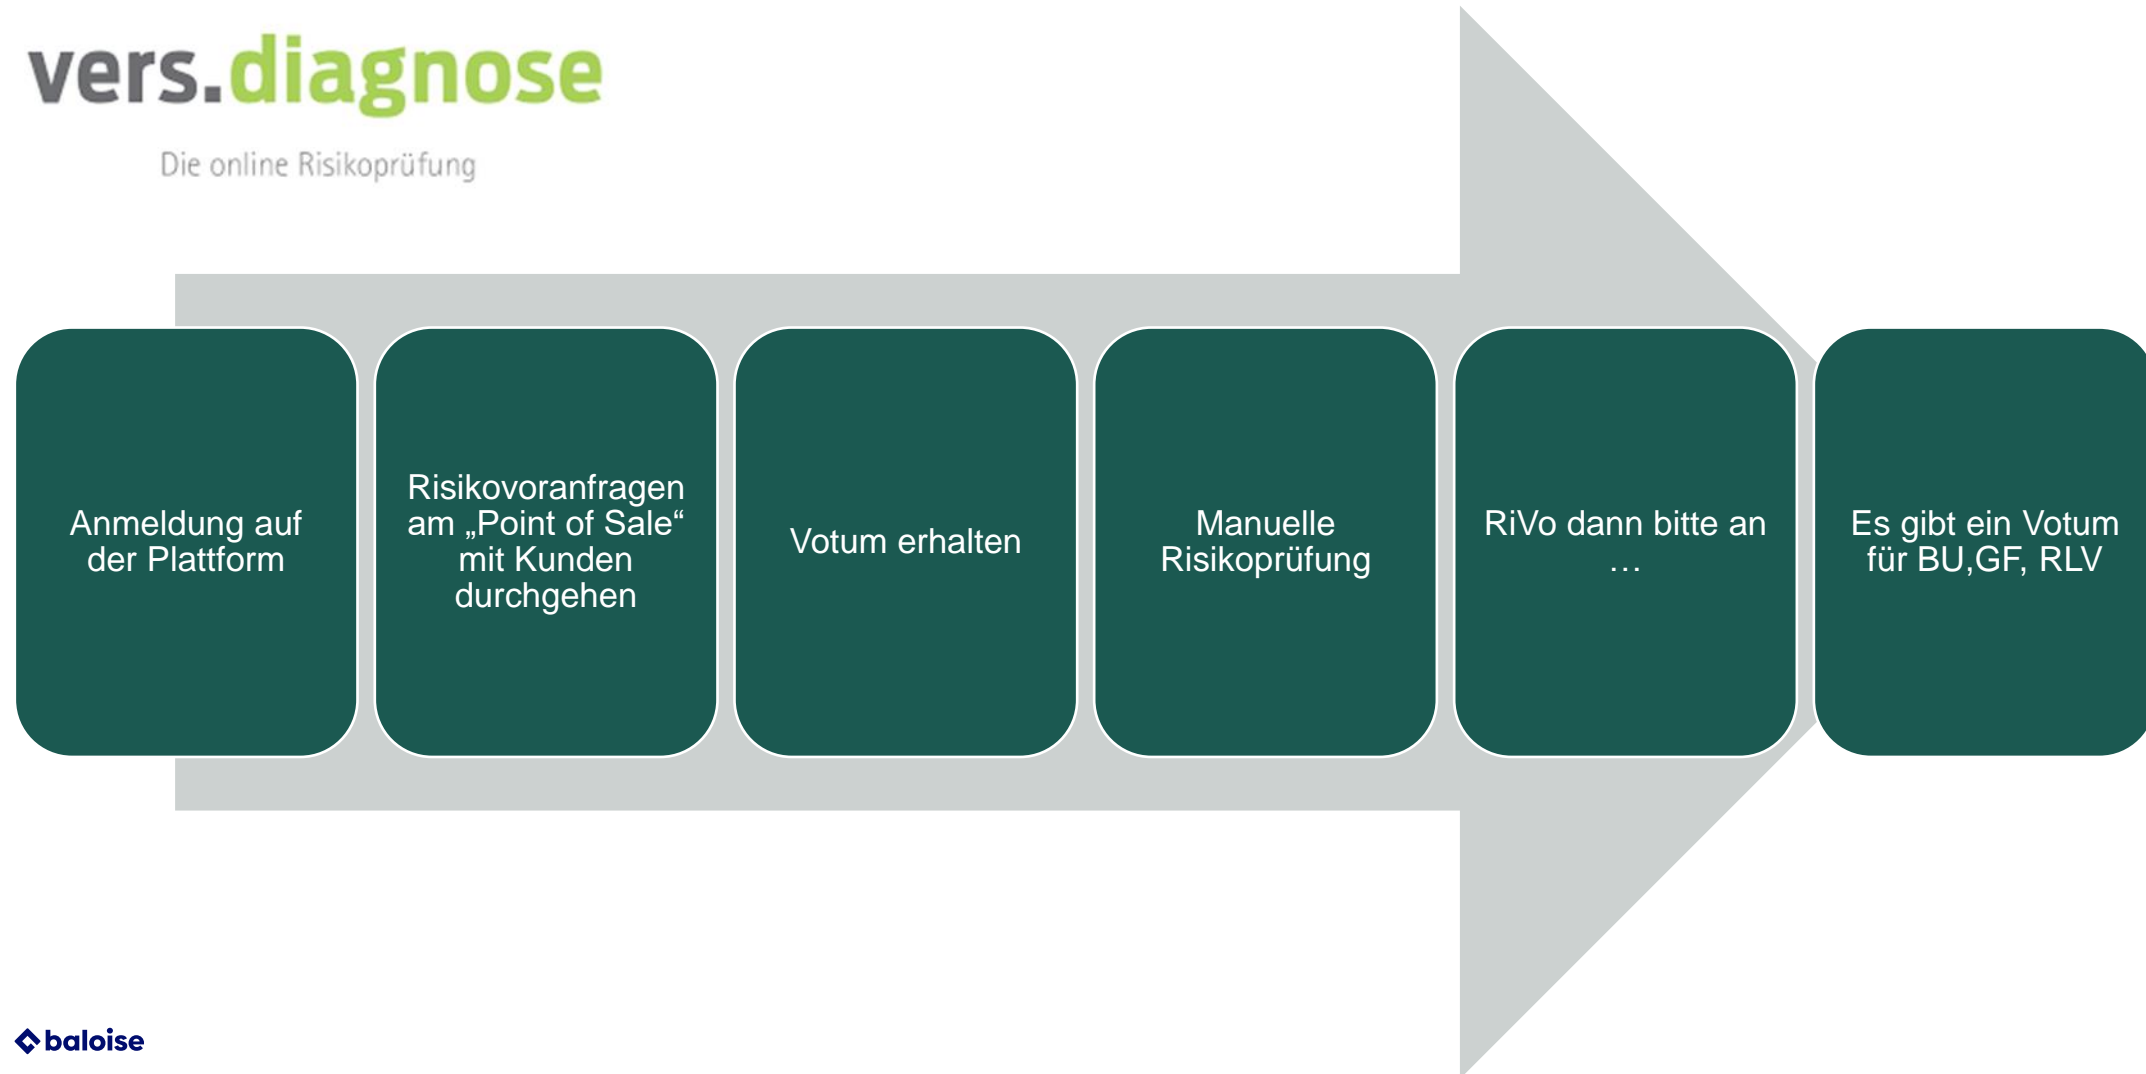 vers.diagnose
Die online Risikoprüfung
Anmeldung auf
der Plattform
Risikovoranfragen
am „Point of Sale“
mit Kunden
durchgehen
Votum erhalten
Manuelle
Risikoprüfung
RiVo dann bitte an
…
Es gibt ein Votum
für BU,GF, RLV
baloise